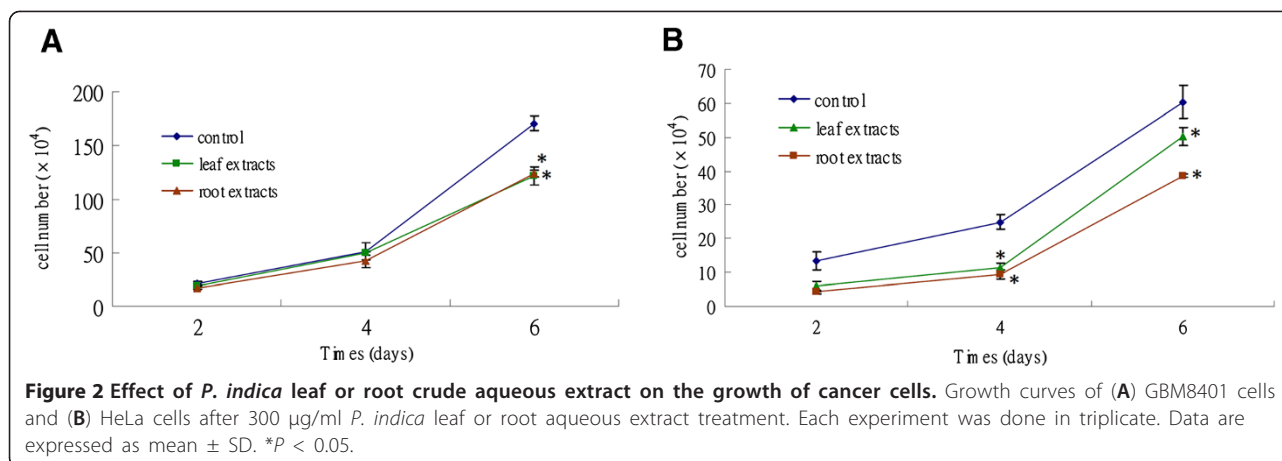 A
cell number (× 10⁴)
200
150
100
50
0
control
leaf extracts
root extracts
*
*
2
4
6
Times (days)
B
cell number (× 10⁴)
70
60
50
40
30
20
10
0
control
leaf extracts
root extracts
*
*
*
*
2
4
6
Times (days)
Figure 2 Effect of P. indica leaf or root crude aqueous extract on the growth of cancer cells. Growth curves of (A) GBM8401 cells
and (B) HeLa cells after 300 μg/ml P. indica leaf or root aqueous extract treatment. Each experiment was done in triplicate. Data are
expressed as mean ± SD. *P < 0.05.